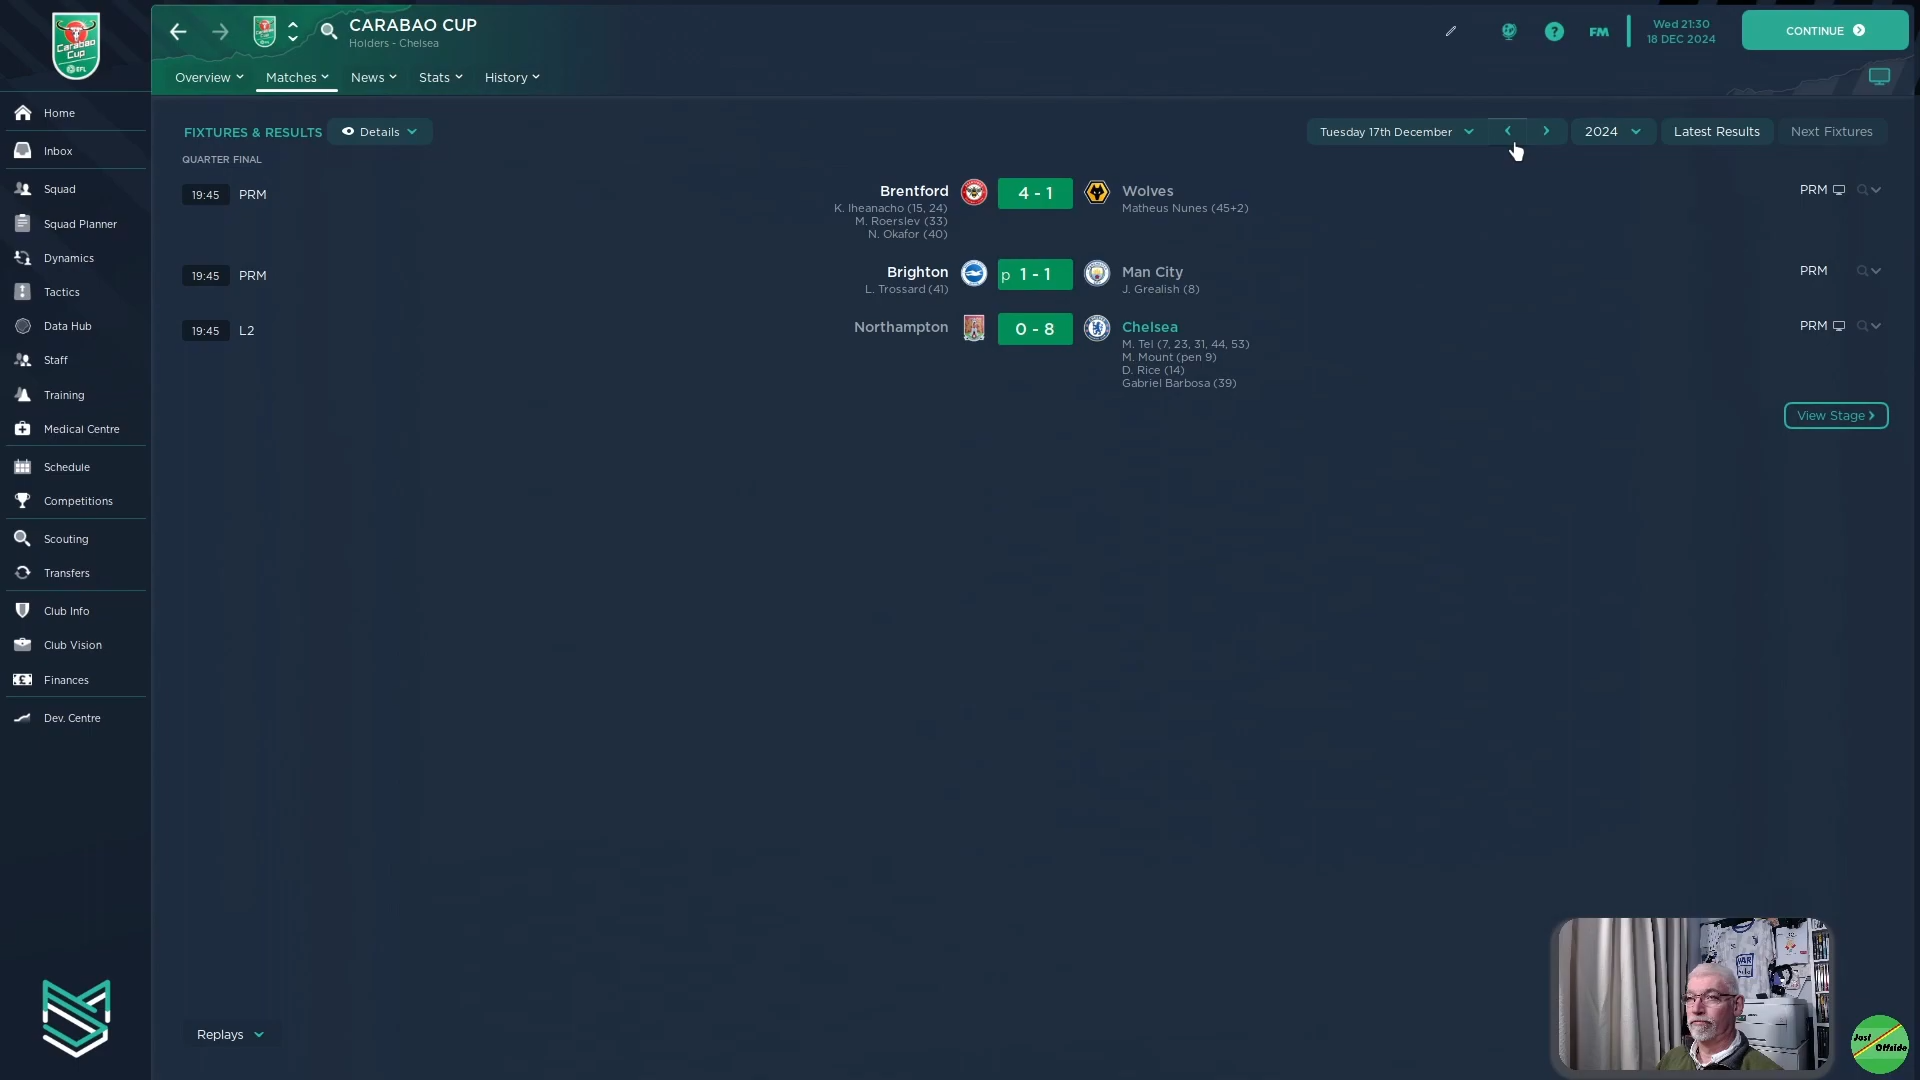 Carabao Cup EFL
CARABAO CUP
Holders - Chelsea
FM
Wed 21:30
18 DEC 2024
CONTINUE
Overview
Matches
News
Stats
History
Home
Inbox
Squad
Squad Planner
Dynamics
Tactics
Data Hub
Staff
Training
Medical Centre
Schedule
Competitions
Scouting
Transfers
Club Info
Club Vision
Finances
Dev. Centre
FIXTURES & RESULTS
Details
Tuesday 17th December
2024
Latest Results
Next Fixtures
QUARTER FINAL
19:45 PRM Brentford 4 - 1 Wolves PRM
K. Iheanacho (15, 24) Matheus Nunes (45+2)
M. Roerslev (33)
N. Okafor (40)
19:45 PRM Brighton p 1 - 1 Man City PRM
L. Trossard (41) J. Grealish (8)
19:45 L2 Northampton 0 - 8 Chelsea PRM
M. Tel (7, 23, 31, 44, 53)
M. Mount (pen 9)
D. Rice (14)
Gabriel Barbosa (39)
View Stage
Replays
Just
Offside